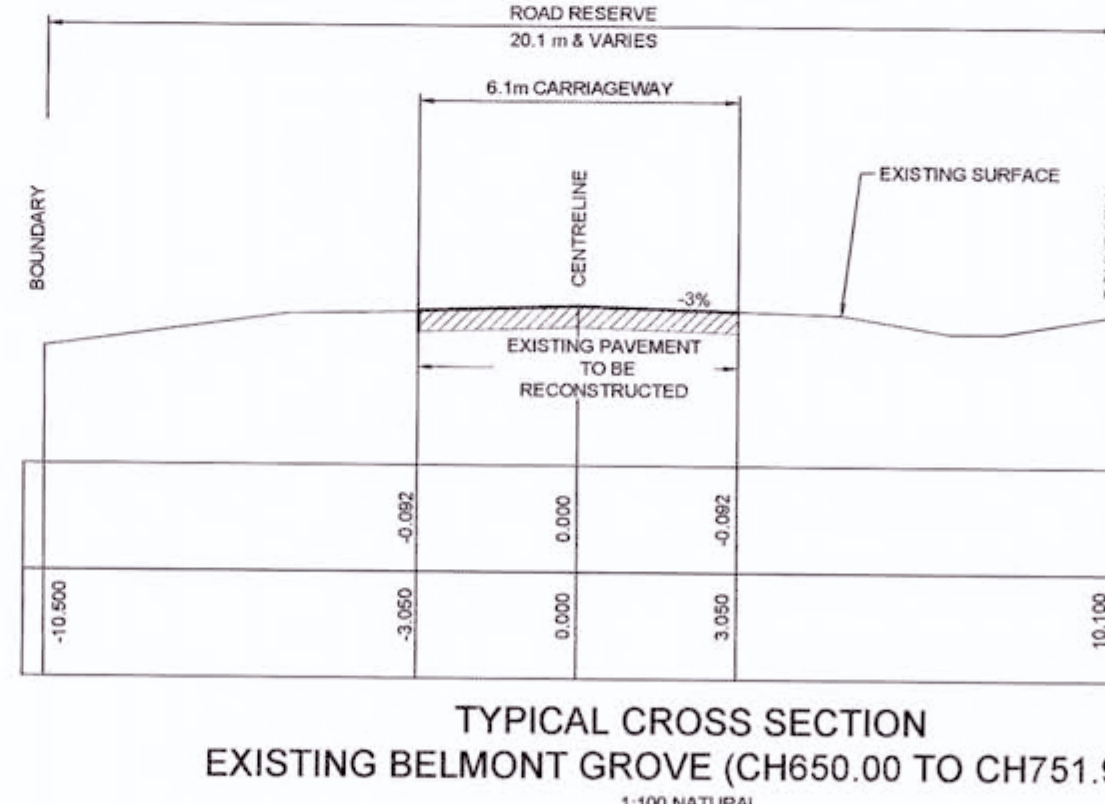 ROAD RESERVE
20.1 m & VARIES
6.1m CARRIAGEWAY
BOUNDARY
CENTRELINE
EXISTING SURFACE
-3%
EXISTING PAVEMENT
TO BE
RECONSTRUCTED
-0.092
0.000
-0.092
-10.500
-3.050
0.000
3.050
10.100
TYPICAL CROSS SECTION
EXISTING BELMONT GROVE (CH650.00 TO CH751.9
1:100 NATURAL